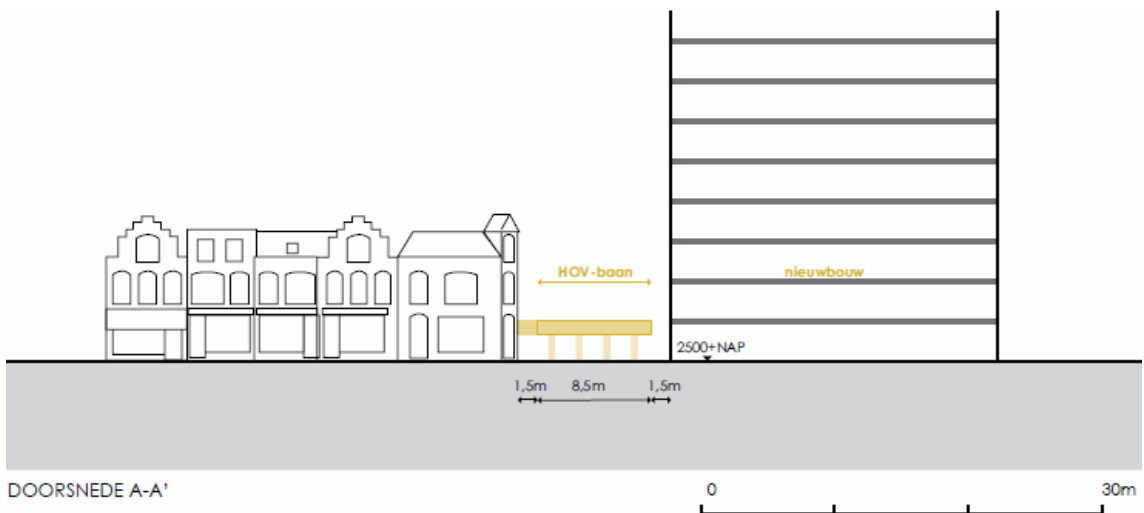 HOV-baan
nieuwbouw
2500+NAP
1,5m 8,5m 1,5m
DOORSNEDE A-A'
0 30m